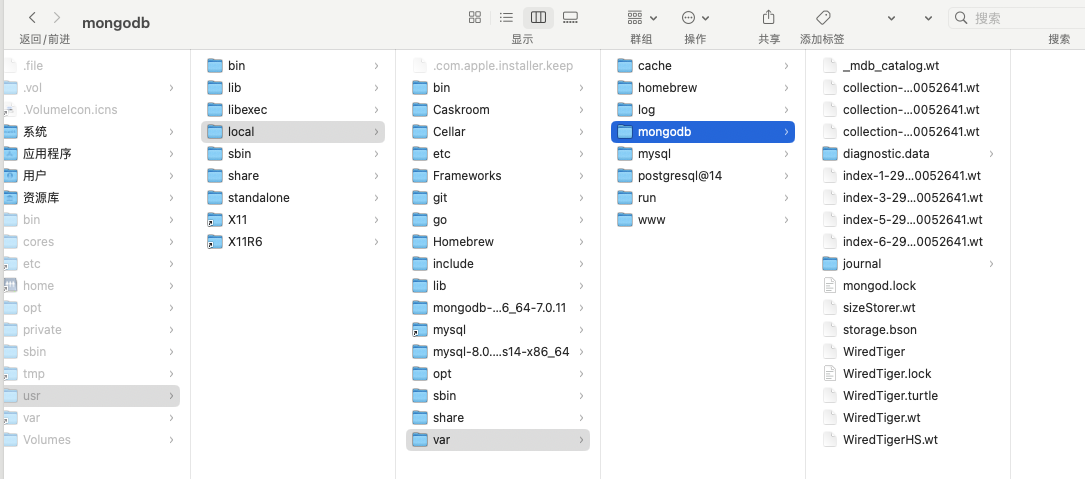 mongodb
返回/前进
显示
群组
操作
共享
添加标签
搜索
搜索
.file
.vol
.VolumeIcon.icns
系统
应用程序
用户
资源库
bin
cores
etc
home
opt
private
sbin
tmp
usr
var
Volumes
bin
lib
libexec
local
sbin
share
standalone
X11
X11R6
.com.apple.installer.keep
bin
Caskroom
Cellar
etc
Frameworks
git
go
Homebrew
include
lib
mongodb-...6_64-7.0.11
mysql
mysql-8.0....s14-x86_64
opt
sbin
share
var
cache
homebrew
log
mongodb
mysql
postgresql@14
run
www
_mdb_catalog.wt
collection-...0052641.wt
collection-...0052641.wt
collection-...0052641.wt
diagnostic.data
index-1-29...0052641.wt
index-3-29...0052641.wt
index-5-29...0052641.wt
index-6-29...0052641.wt
journal
mongod.lock
sizeStorer.wt
storage.bson
WiredTiger
WiredTiger.lock
WiredTiger.turtle
WiredTiger.wt
WiredTigerHS.wt